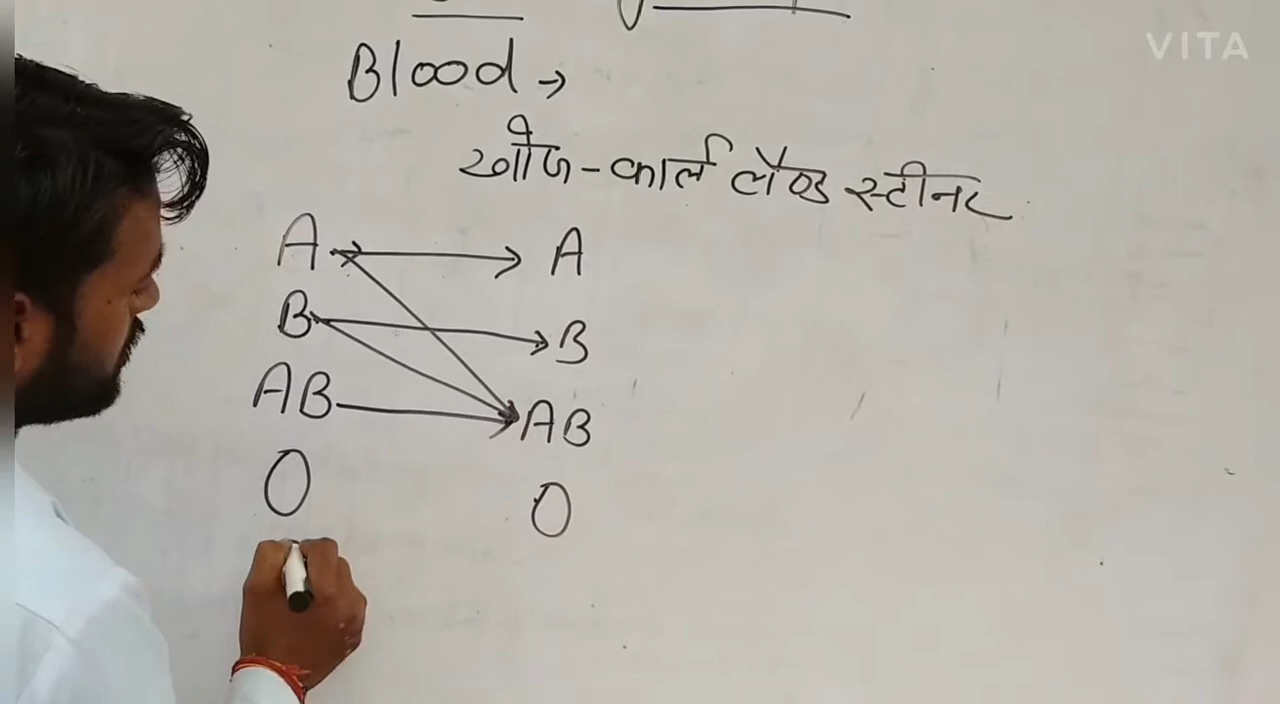 VITA
Blood →
खोज - कार्ल लैण्ड स्टीनर
A → A
B → B
AB → AB
O O